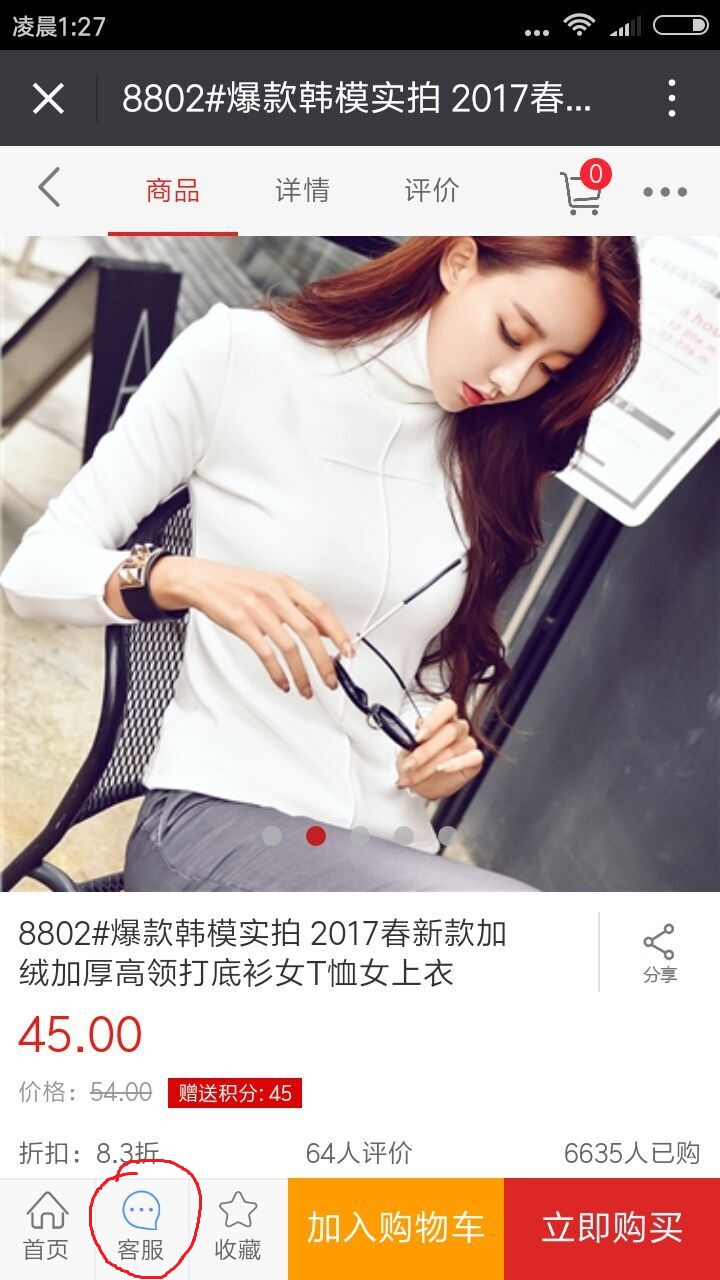 凌晨1:27
8802#爆款韩模实拍 2017春...
商品 详情 评价 0
A
8802#爆款韩模实拍 2017春新款加
绒加厚高领打底衫女T恤女上衣
分享
45.00
价格：54.00 赠送积分: 45
折扣：8.3折 64人评价 6635人已购
首页 客服 收藏 加入购物车 立即购买